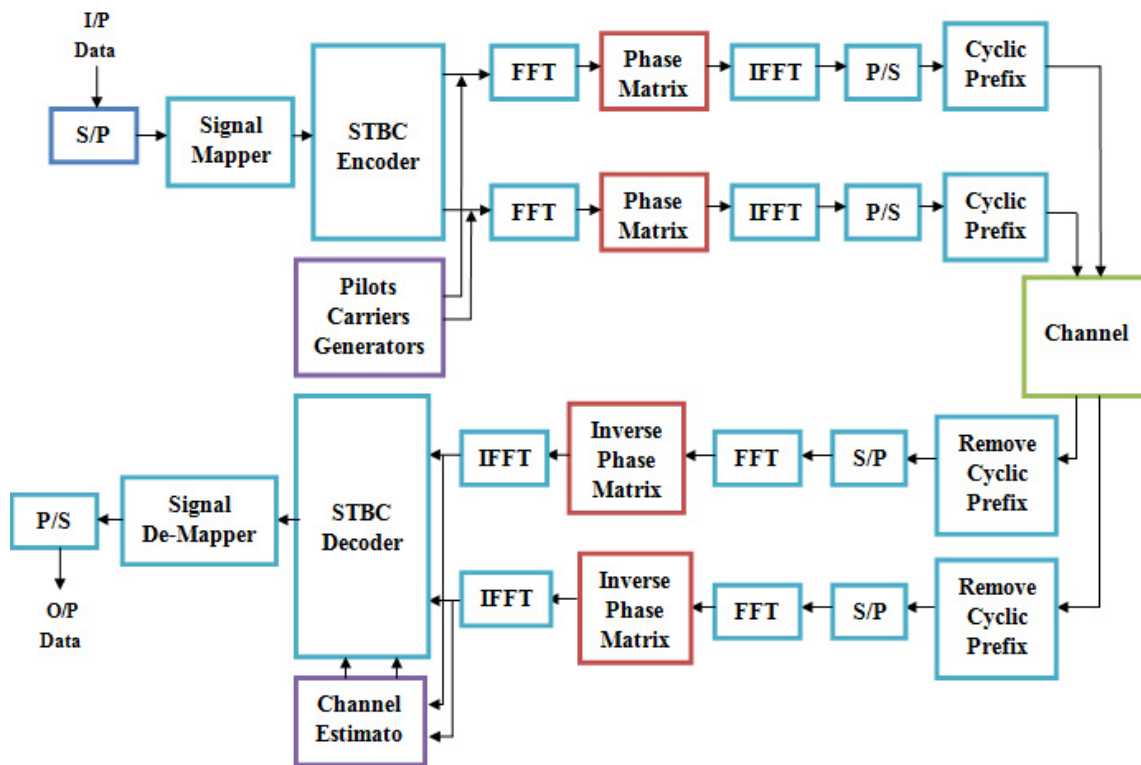 I/P
Data
S/P
Signal
Mapper
STBC
Encoder
FFT
Phase
Matrix
IFFT
P/S
Cyclic
Prefix
FFT
Phase
Matrix
IFFT
P/S
Cyclic
Prefix
Pilots
Carriers
Generators
Channel
STBC
Decoder
IFFT
Inverse
Phase
Matrix
FFT
S/P
Remove
Cyclic
Prefix
P/S
Signal
De-Mapper
IFFT
Inverse
Phase
Matrix
FFT
S/P
Remove
Cyclic
Prefix
O/P
Data
Channel
Estimato